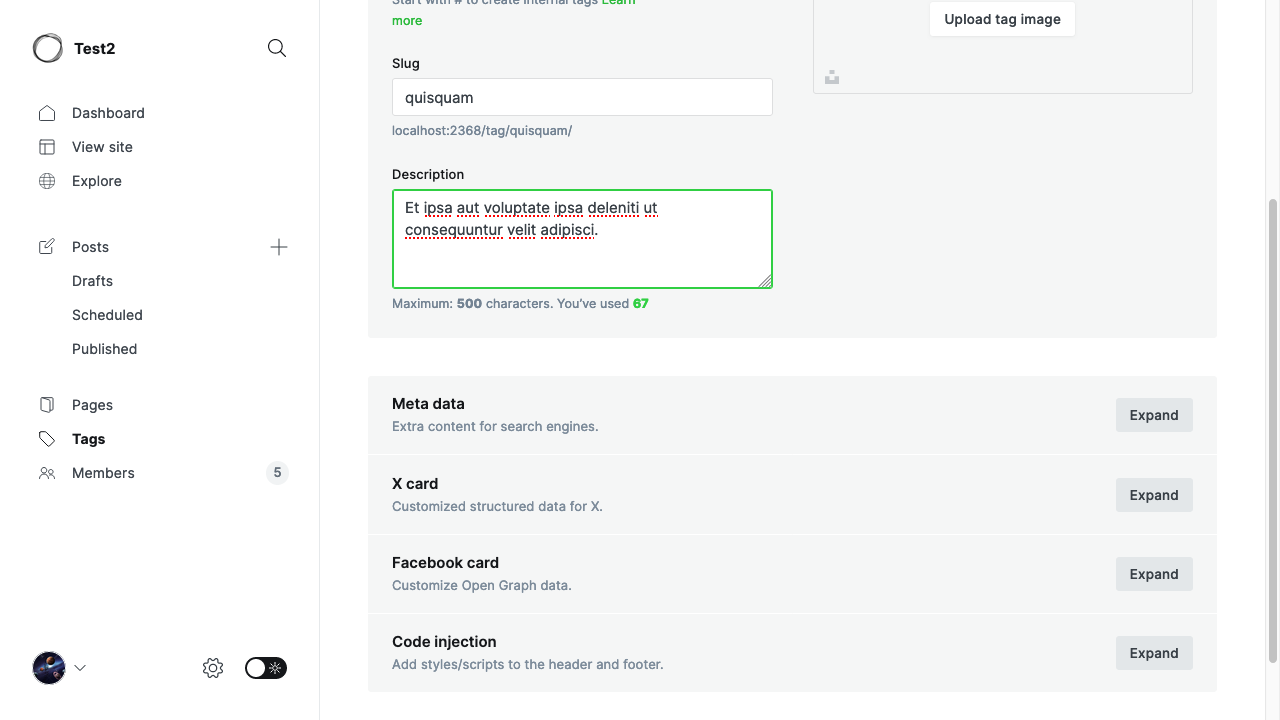 Test2
Dashboard
View site
Explore
Posts
Drafts
Scheduled
Published
Pages
Tags
Members 5
Start with # to create internal tags Learn
more
Upload tag image
Slug
quisquam
localhost:2368/tag/quisquam/
Description
Et ipsa aut voluptate ipsa deleniti ut
consequuntur velit adipisci.
Maximum: 500 characters. You've used 67
Meta data
Extra content for search engines.
Expand
X card
Customized structured data for X.
Expand
Facebook card
Customize Open Graph data.
Expand
Code injection
Add styles/scripts to the header and footer.
Expand